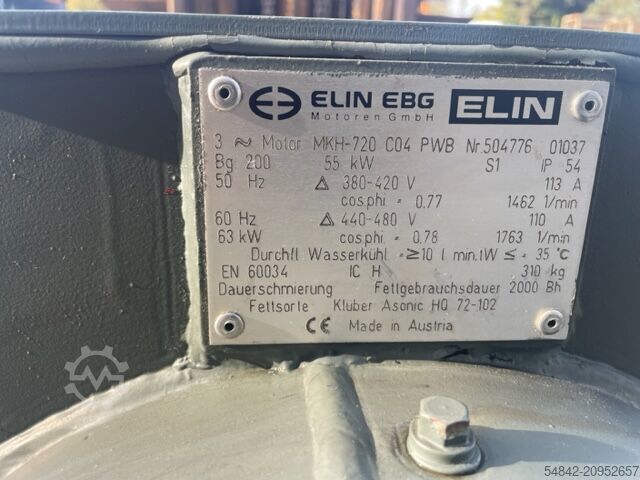 ELIN EBG ELIN
Motoren GmbH
3 ~ Motor MKH-720 C04 PWB Nr.504776 01037
Bg 200 55 kW S1 IP 54
50 Hz Δ 380-420 V 113 A
cos.phi = 0.77 1462 1/min
60 Hz Δ 440-480 V 110 A
63 kW cos.phi = 0.78 1763 1/min
Durchfl Wasserkühl. = ≥10 l min.tW ≤ = 35 °C
EN 60034 IC H 310 kg
Dauerschmierung Fettgebrauchsdauer 2000 Bh
Fettsorte Klüber Asonic HQ 72-102
CE Made in Austria
54842-20952657